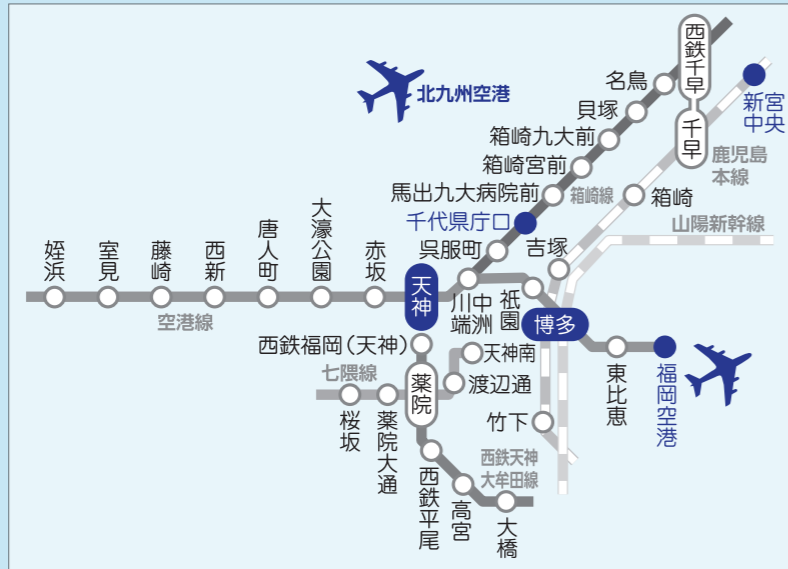 北九州空港
西鉄千早
千早
新宮
中央
名島
貝塚
箱崎九大前
箱崎宮前
馬出九大病院前
千代県庁口
呉服町
箱崎線
鹿児島
本線
箱崎
山陽新幹線
吉塚
姪浜
室見
藤崎
西新
唐人町
大濠公園
赤坂
天神
空港線
中洲
川端
祇園
博多
東比恵
福岡空港
西鉄福岡(天神)
天神南
七隈線
薬院
渡辺通
桜坂
薬院大通
竹下
西鉄天神
大牟田線
西鉄平尾
高宮
大橋